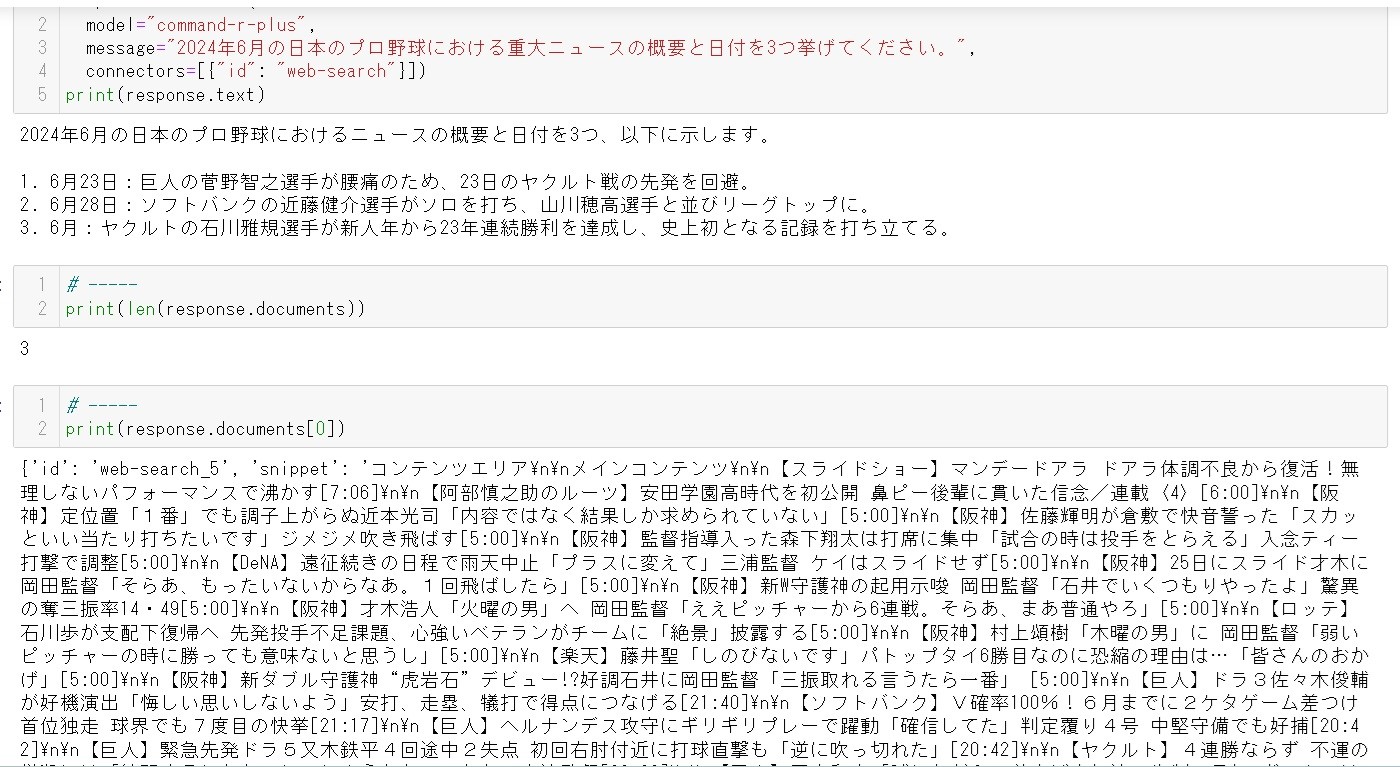 2 model="command-r-plus",
3 message="2024年6月の日本のプロ野球における重大ニュースの概要と日付を3つ挙げてください。",
4 connectors=[{"id": "web-search"}])
5 print(response.text)
2024年6月の日本のプロ野球におけるニュースの概要と日付を3つ、以下に示します。
1. 6月23日：巨人の菅野智之選手が腰痛のため、23日のヤクルト戦の先発を回避。
2. 6月28日：ソフトバンクの近藤健介選手がソロを打ち、山川穂高選手と並びリーグトップに。
3. 6月：ヤクルトの石川雅規選手が新人年から23年連続勝利を達成し、史上初となる記録を打ち立てる。
1 # -----
2 print(len(response.documents))
3
1 # -----
2 print(response.documents[0])
{'id': 'web-search_5', 'snippet': 'コンテンツエリア¥n¥nメインコンテンツ¥n¥n【スライドショー】マンデードアラ ドアラ体調不良から復活！無
理しないパフォーマンスで沸かす[7:06]¥n¥n【阿部慎之助のルーツ】安田学園高時代を初公開 鼻ピー後輩に貫いた信念／連載〈4〉[6:00]¥n¥n【阪
神】定位置「１番」でも調子上がらぬ近本光司「内容ではなく結果しか求められていない」[5:00]¥n¥n【阪神】佐藤輝明が倉敷で快音誓った「スカッ
といい当たり打ちたいです」ジメジメ吹き飛ばす[5:00]¥n¥n【阪神】監督指導入った森下翔太は打席に集中「試合の時は投手をとらえる」入念ティー
打撃で調整[5:00]¥n¥n【DeNA】遠征続きの日程で雨天中止「プラスに変えて」三浦監督 ケイはスライドせず[5:00]¥n¥n【阪神】25日にスライド才木に
岡田監督「そらあ、もったいないからなあ。１回飛ばしたら」[5:00]¥n¥n【阪神】新W守護神の起用示唆 岡田監督「石井でいくつもりやったよ」驚異
の奪三振率14・49[5:00]¥n¥n【阪神】才木浩人「火曜の男」へ 岡田監督「ええピッチャーから6連戦。そらあ、まあ普通やろ」[5:00]¥n¥n【ロッテ】
石川歩が支配下復帰へ 先発投手不足課題、心強いベテランがチームに「絶景」披露する[5:00]¥n¥n【阪神】村上頌樹「木曜の男」に 岡田監督「弱い
ピッチャーの時に勝っても意味ないと思うし」[5:00]¥n¥n【楽天】藤井聖「しのびないです」パトップタイ6勝目なのに恐縮の理由は…「皆さんのおか
げ」[5:00]¥n¥n【阪神】新ダブル守護神“虎岩石”デビュー!?好調石井に岡田監督「三振取れる言うたら一番」 [5:00]¥n¥n【巨人】ドラ３佐々木俊輔
が好機演出「悔しい思いしないよう」安打、走塁、犠打で得点につなげる[21:40]¥n¥n【ソフトバンク】Ｖ確率100%！６月までに２ケタゲーム差つけ
首位独走 球界でも７度目の快挙[21:17]¥n¥n【巨人】ヘルナンデス攻守にギリギリプレーで躍動「確信してた」判定覆り４号 中堅守備でも好捕[20:4
2]¥n¥n【巨人】緊急先発ドラ５又木鉄平４回途中２失点 初回右肘付近に打球直撃も「逆に吹っ切れた」[20:42]¥n¥n【ヤクルト】４連勝ならず 不運の